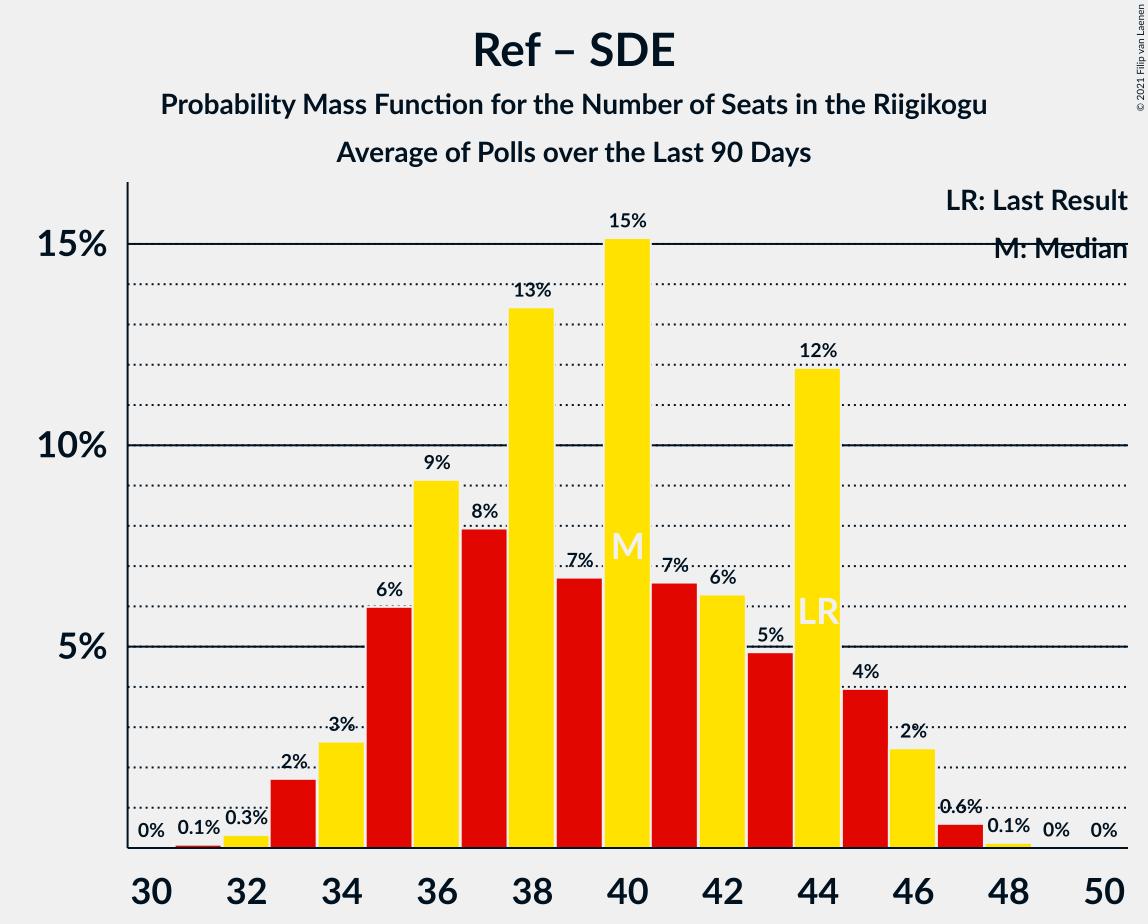 Ref – SDE
Probability Mass Function for the Number of Seats in the Riigikogu
Average of Polls over the Last 90 Days
© 2021 Filip van Laenen
LR: Last Result
M: Median
15%
10%
5%
0%
0.1%
0.3%
2%
3%
6%
9%
8%
13%
7%
15%
7%
6%
5%
12%
4%
2%
0.6%
0.1%
0%
0%
M
LR
30 32 34 36 38 40 42 44 46 48 50